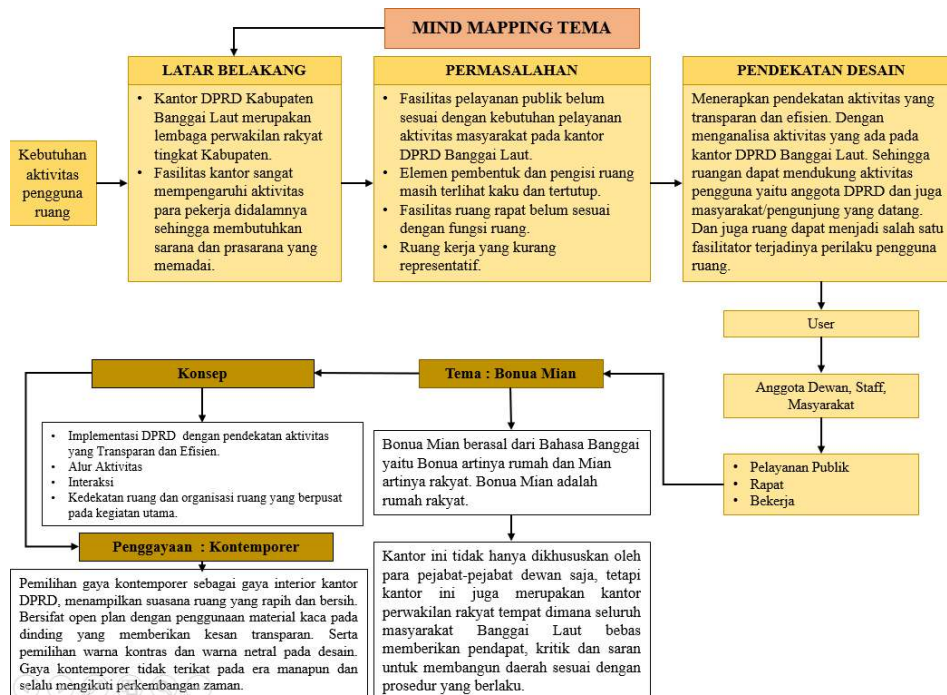 MIND MAPPING TEMA
Kebutuhan
aktivitas
pengguna
ruang
LATAR BELAKANG
• Kantor DPRD Kabupaten
Banggai Laut merupakan
lembaga perwakilan rakyat
tingkat Kabupaten.
• Fasilitas kantor sangat
mempengaruhi aktivitas
para pekerja didalamnya
sehingga membutuhkan
sarana dan prasarana yang
memadai.
PERMASALAHAN
• Fasilitas pelayanan publik belum
sesuai dengan kebutuhan pelayanan
aktivitas masyarakat pada kantor
DPRD Banggai Laut.
• Elemen pembentuk dan pengisi ruang
masih terlihat kaku dan tertutup.
• Fasilitas ruang rapat belum sesuai
dengan fungsi ruang.
• Ruang kerja yang kurang
representatif.
PENDEKATAN DESAIN
Menerapkan pendekatan aktivitas yang
transparan dan efisien. Dengan
menganalisa aktivitas yang ada pada
kantor DPRD Banggai Laut. Sehingga
ruangan dapat mendukung aktivitas
pengguna yaitu anggota DPRD dan juga
masyarakat/pengunjung yang datang.
Dan juga ruang dapat menjadi salah satu
fasilitator terjadinya perilaku pengguna
ruang.
User
Anggota Dewan, Staff,
Masyarakat
• Pelayanan Publik
• Rapat
• Bekerja
Tema : Bonua Mian
Bonua Mian berasal dari Bahasa Banggai
yaitu Bonua artinya rumah dan Mian
artinya rakyat. Bonua Mian adalah
rumah rakyat.
Kantor ini tidak hanya dikhususkan oleh
para pejabat-pejabat dewan saja, tetapi
kantor ini juga merupakan kantor
perwakilan rakyat tempat dimana seluruh
masyarakat Banggai Laut bebas
memberikan pendapat, kritik dan saran
untuk membangun daerah sesuai dengan
prosedur yang berlaku.
Konsep
• Implementasi DPRD dengan pendekatan aktivitas
yang Transparan dan Efisien.
• Alur Aktivitas
• Interaksi
• Kedekatan ruang dan organisasi ruang yang berpusat
pada kegiatan utama.
Penggayaan : Kontemporer
Pemilihan gaya kontemporer sebagai gaya interior kantor
DPRD, menampilkan suasana ruang yang rapih dan bersih.
Bersifat open plan dengan penggunaan material kaca pada
dinding yang memberikan kesan transparan. Serta
pemilihan warna kontras dan warna netral pada desain.
Gaya kontemporer tidak terikat pada era manapun dan
selalu mengikuti perkembangan zaman.